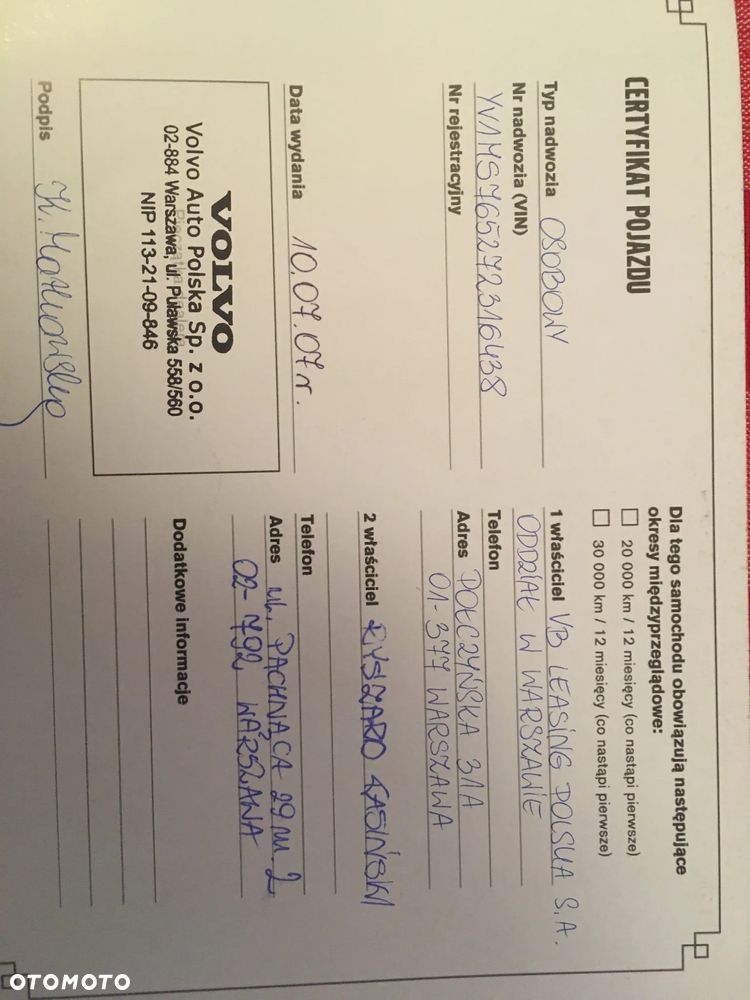 CERTYFIKAT POJAZDU
Typ nadwozia OSOBOWY
Nr nadwozia (VIN)
YV1MS765272316438
Nr rejestracyjny
Data wydania 10.07.07r.
VOLVO
Volvo Auto Polska Sp. z o.o.
02-884 Warszawa, ul. Puławska 558/560
NIP 113-21-09-846
Podpis
Dla tego samochodu obowiązują następujące
okresy międzyprzeglądowe:
20 000 km / 12 miesięcy (co nastąpi pierwsze)
30 000 km / 12 miesięcy (co nastąpi pierwsze)
1 właściciel VB LEASING POLSKA S.A.
ODDZIAŁ W WARSZAWIE
Telefon
Adres POŁCZYŃSKA 31A
01-377 WARSZAWA
2 właściciel RYSZARD ŁASIŃSKI
Telefon
Adres ul. PACHNĄCA 29 m. 2
02-792 WARSZAWA
Dodatkowe informacje
OTOMOTO